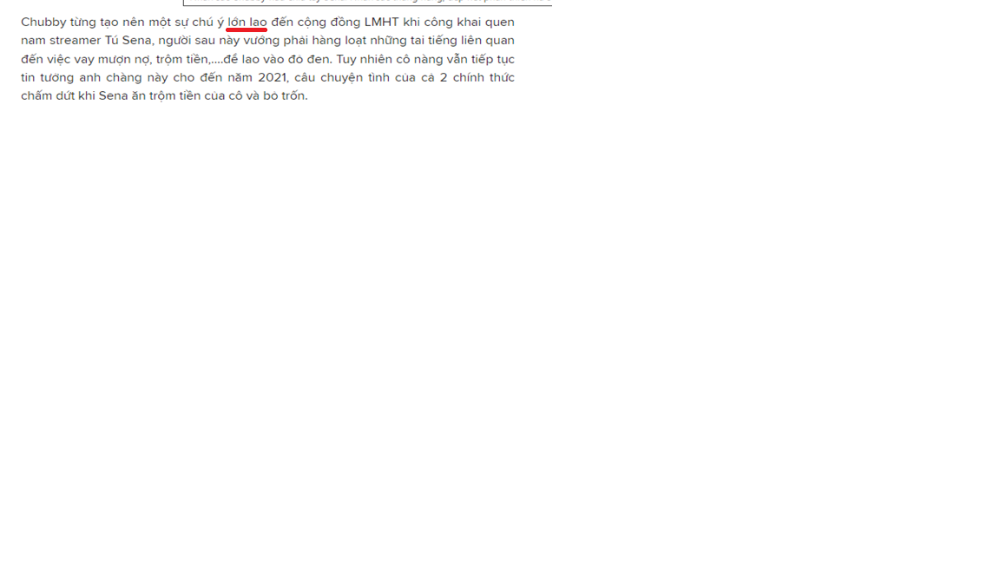 Chubby từng tạo nên một sự chú ý lớn lao đến cộng đồng LMHT khi công khai quen
nam streamer Tú Sena, người sau này vướng phải hàng loạt những tai tiếng liên quan
đến việc vay mượn nợ, trộm tiền,....để lao vào đỏ đen. Tuy nhiên cô nàng vẫn tiếp tục
tin tưởng anh chàng này cho đến năm 2021, câu chuyện tình của cả 2 chính thức
chấm dứt khi Sena ăn trộm tiền của cô và bỏ trốn.